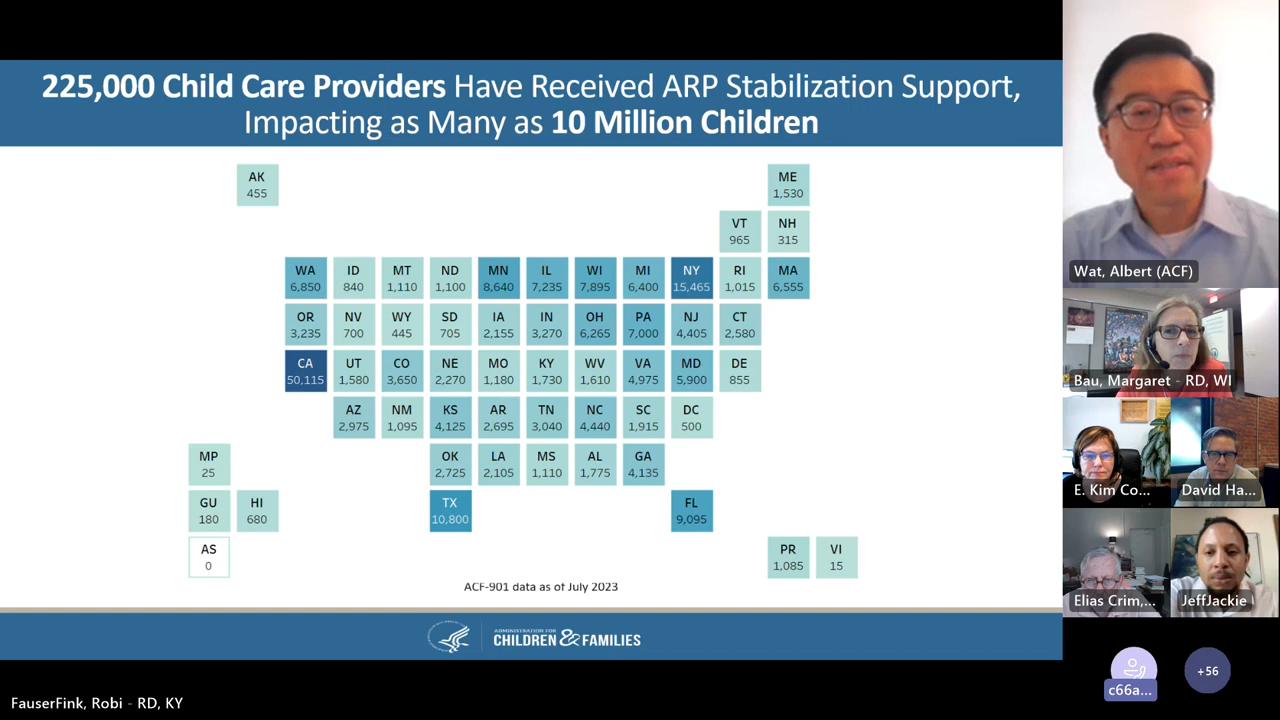 225,000 Child Care Providers Have Received ARP Stabilization Support,
Impacting as Many as 10 Million Children
AK
455
ME
1,530
VT
965
NH
315
WA
6,850
ID
840
MT
1,110
ND
1,100
MN
8,640
IL
7,235
WI
7,895
MI
6,400
NY
15,465
RI
1,015
MA
6,555
OR
3,235
NV
700
WY
445
SD
705
IA
2,155
IN
3,270
OH
6,265
PA
7,000
NJ
4,405
CT
2,580
CA
50,115
UT
1,580
CO
3,650
NE
2,270
MO
1,180
KY
1,730
WV
1,610
VA
4,975
MD
5,900
DE
855
AZ
2,975
NM
1,095
KS
4,125
AR
2,695
TN
3,040
NC
4,440
SC
1,915
DC
500
MP
25
OK
2,725
LA
2,105
MS
1,110
AL
1,775
GA
4,135
GU
180
HI
680
TX
10,800
FL
9,095
AS
0
PR
1,085
VI
15
ACF-901 data as of July 2023
ADMINISTRATION FOR
CHILDREN & FAMILIES
Wat, Albert (ACF)
Bau, Margaret - RD, WI
E. Kim Co...
David Ha...
Elias Crim,...
JeffJackie
c66a...
+56
FauserFink, Robi - RD, KY